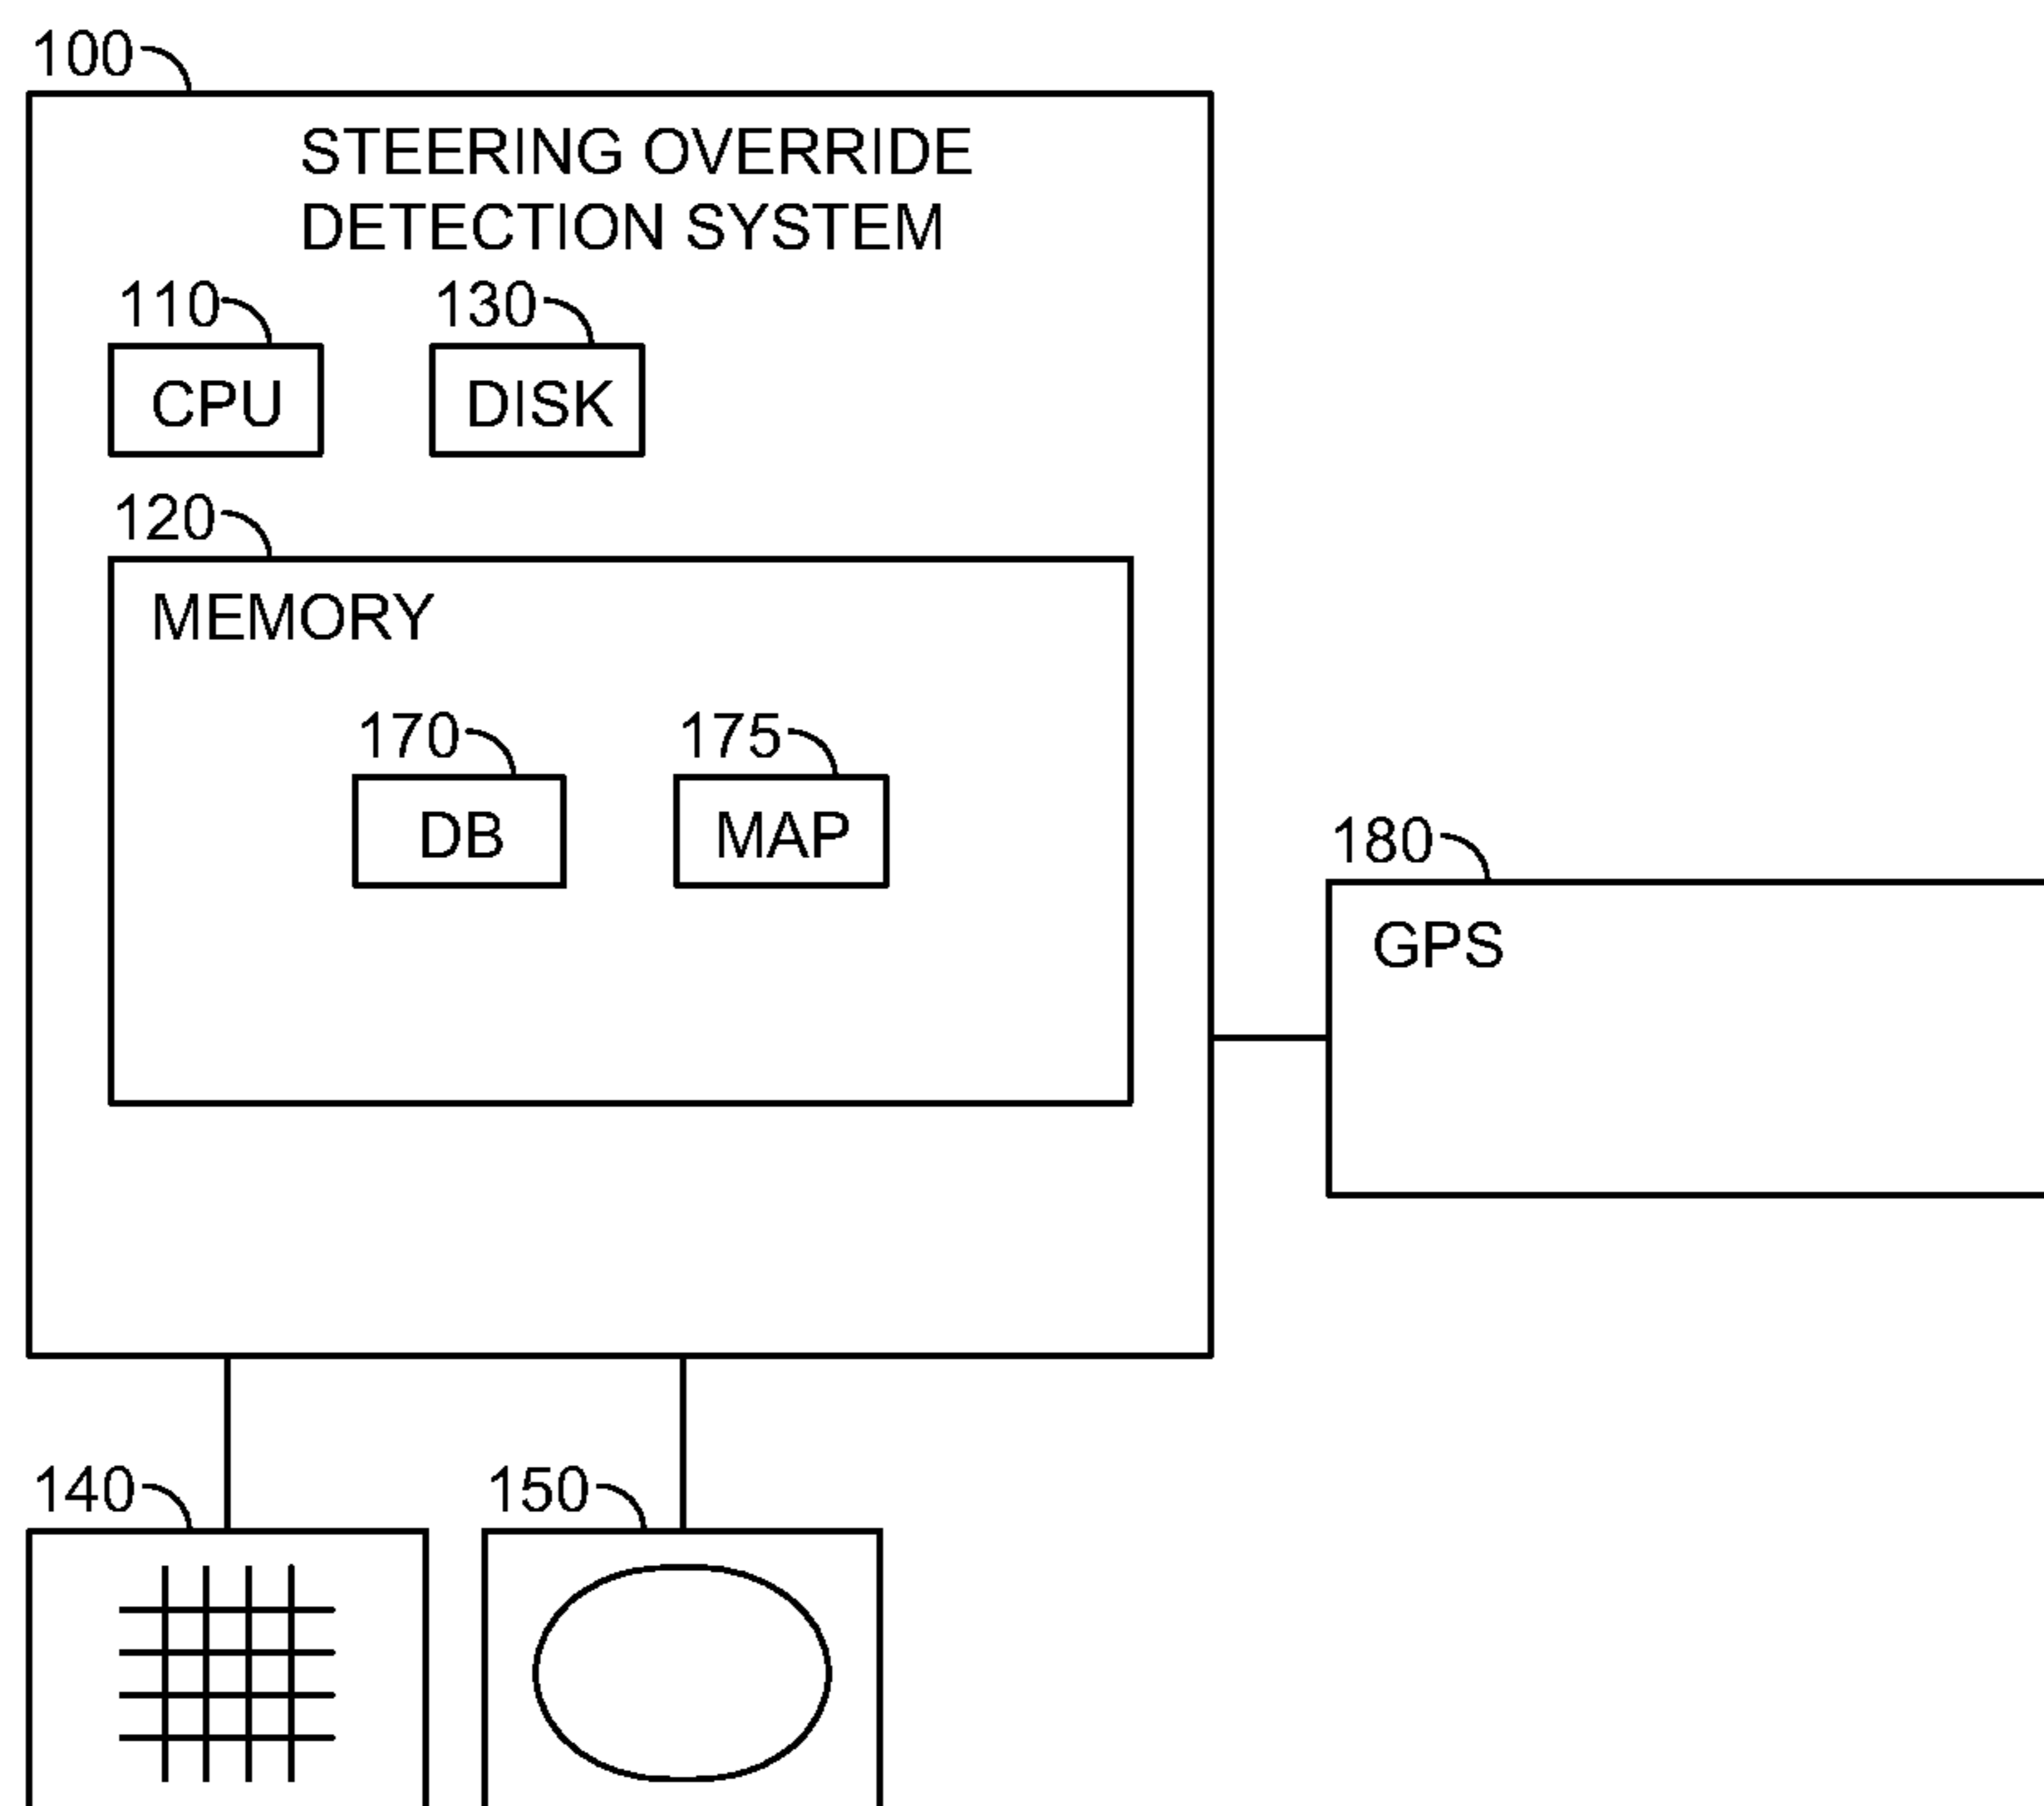 100
STEERING OVERRIDE
DETECTION SYSTEM
110
130
CPU
DISK
120
MEMORY
170
175
DB
MAP
180
GPS
140
150